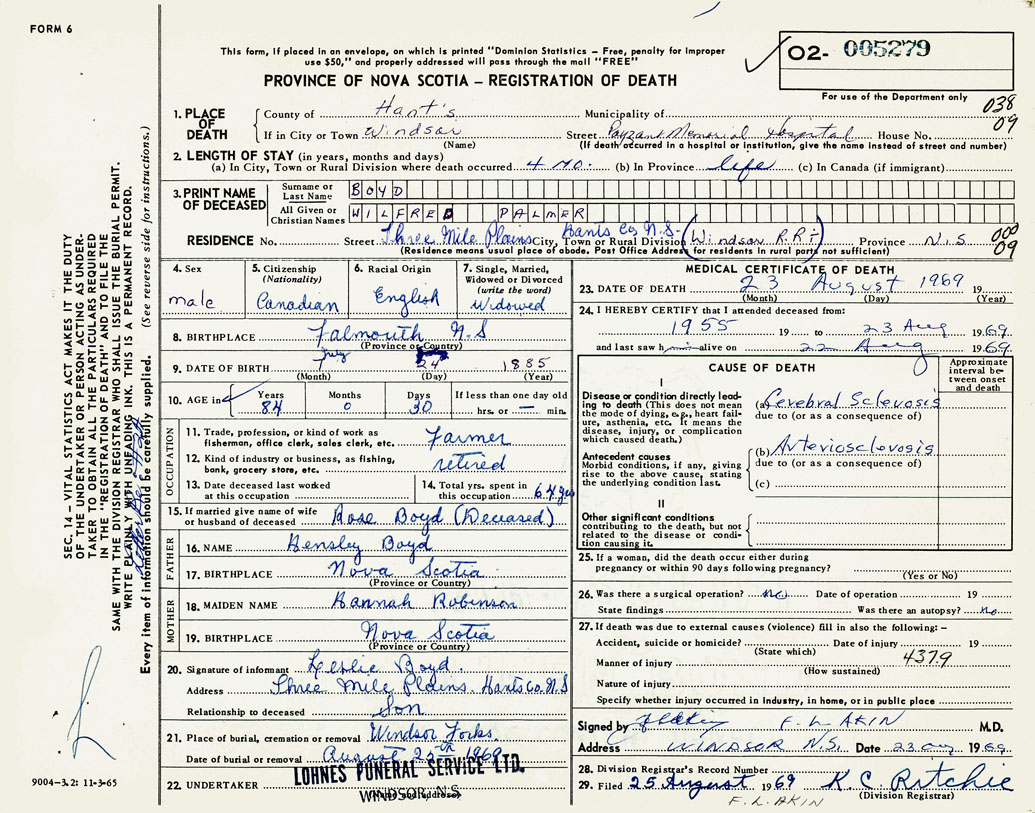 FORM 6
O2- 005279
This form, if placed in an envelope, on which is printed "Dominion Statistics – Free, penalty for improper
use $50," and properly addressed will pass through the mail "FREE"
PROVINCE OF NOVA SCOTIA – REGISTRATION OF DEATH
For use of the Department only
038
09
1. PLACE OF DEATH
County of Hant's Municipality of
If in City or Town Windsor Street Payzant Memorial Hospital House No.
(Name) (If death occurred in a hospital or institution, give the name instead of street and number)
2. LENGTH OF STAY (in years, months and days)
(a) In City, Town or Rural Division where death occurred 4 mo. (b) In Province life (c) In Canada (if immigrant)
3. PRINT NAME OF DECEASED
Surname or Last Name BOYD
All Given or Christian Names WILFRED PALMER
RESIDENCE No. Street Three Mile Plains City, Town or Rural Division Hants Co, N.S- (Windsor R.R 1) Province N.S
(Residence means usual place of abode. Post Office Address for residents in rural parts not sufficient)
000
09
4. Sex
male
5. Citizenship
(Nationality)
Canadian
6. Racial Origin
English
7. Single, Married,
Widowed or Divorced
(write the word)
Widowed
8. BIRTHPLACE Falmouth N.S
(Province or Country)
9. DATE OF BIRTH July 24 1885
(Month) (Day) (Year)
10. AGE in Years Months Days If less than one day old
84 0 30 hrs. or — min.
OCCUPATION
11. Trade, profession or kind of work as
fisherman, office clerk, sales clerk, etc. Farmer
12. Kind of industry or business, as fishing,
bank, grocery store, etc. retired
13. Date deceased last worked
at this occupation
14. Total yrs. spent in
this occupation 64 yrs
15. If married give name of wife
or husband of deceased Rose Boyd (Deceased)
FATHER
16. NAME Bensley Boyd
17. BIRTHPLACE Nova Scotia
(Province or Country)
MOTHER
18. MAIDEN NAME Hannah Robinson
19. BIRTHPLACE Nova Scotia
(Province or Country)
20. Signature of informant Leslie Boyd.
Address Three Mile Plains. Hants Co. N.S
Relationship to deceased Son
21. Place of burial, cremation or removal Windsor Forks.
Date of burial or removal August 25th 1969
22. UNDERTAKER LOHNES FUNERAL SERVICE LTD.
WINDSOR, N.S.
MEDICAL CERTIFICATE OF DEATH
23. DATE OF DEATH 23 August 1969 19
(Month) (Day) (Year)
24. I HEREBY CERTIFY that I attended deceased from:
1955 19 to 23 Aug 1969
and last saw him alive on 22 Aug 1969.
CAUSE OF DEATH
Approximate
interval be-
tween onset
and death
I
Disease or condition directly lead-
ing to death (This does not mean
the mode of dying, e.g., heart fail-
ure, asthenia, etc. It means the
disease, injury, or complication
which caused death.)
(a) Cerebral Sclerosis
due to (or as a consequence of)
Antecedent causes
Morbid conditions, if any, giving
rise to the above cause, stating
the underlying condition last.
(b) Arteriosclerosis
due to (or as a consequence of)
(c)
II
Other significant conditions
contributing to the death, but not
related to the disease or condi-
tion causing it.
25. If a woman, did the death occur either during
pregnancy or within 90 days following pregnancy?
(Yes or No)
26. Was there a surgical operation? no Date of operation 19
State findings Was there an autopsy? no
27. If death was due to external causes (violence) fill in also the following: –
Accident, suicide or homicide? Date of injury 19
(State which)
Manner of injury 437.9
(How sustained)
Nature of injury
Specify whether injury occurred in industry, in home, or in public place
Signed by F. L. AKIN M.D.
Address WINDSOR N.S. Date 23 aug 1969.
28. Division Registrar's Record Number
29. Filed 25 August 1969 K. C. Ritchie
(Division Registrar)
F. L. AKIN
SEC. 14 – VITAL STATISTICS ACT MAKES IT THE DUTY
OF THE UNDERTAKER OR PERSON ACTING AS UNDER-
TAKER TO OBTAIN ALL THE PARTICULARS REQUIRED
IN THE "REGISTRATION OF DEATH" AND TO FILE THE
SAME WITH THE DIVISION REGISTRAR WHO SHALL ISSUE THE BURIAL PERMIT.
WRITE PLAINLY WITH UNFADING INK. THIS IS A PERMANENT RECORD.
Every item of information should be carefully supplied. (See reverse side for instructions.)
9004–3.2: 11-3-65